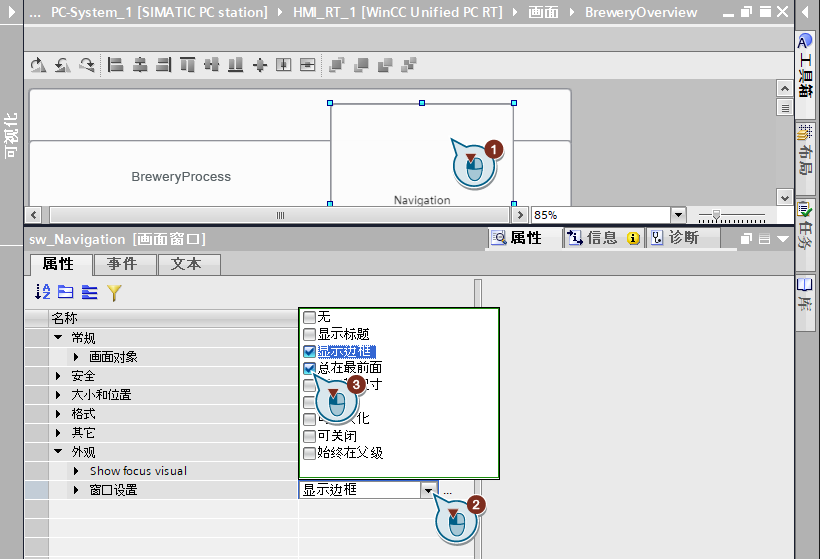 ... PC-System_1 [SIMATIC PC station] HMI_RT_1 [WinCC Unified PC RT] 画面 BreweryOverview
可视化
BreweryProcess
Navigation
1
85%
工具箱
布局
任务
库
sw_Navigation [画面窗口]
属性 信息 诊断
属性 事件 文本
名称
常规
画面对象
安全
大小和位置
格式
其它
外观
Show focus visual
窗口设置
无
显示标题
显示边框
总在最前面
寸
3
化
可关闭
始终在父级
显示边框 ...
2